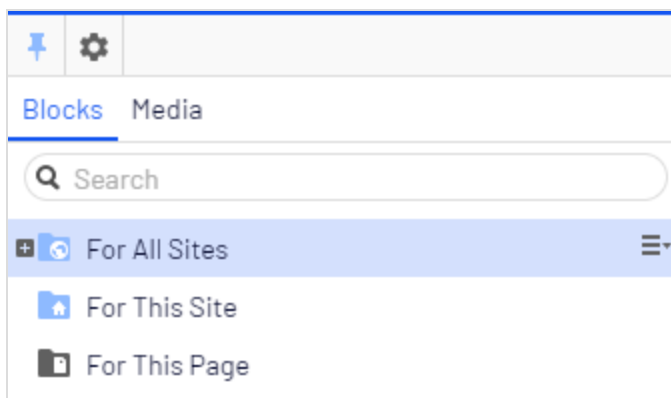 Blocks Media
Search
For All Sites
For This Site
For This Page